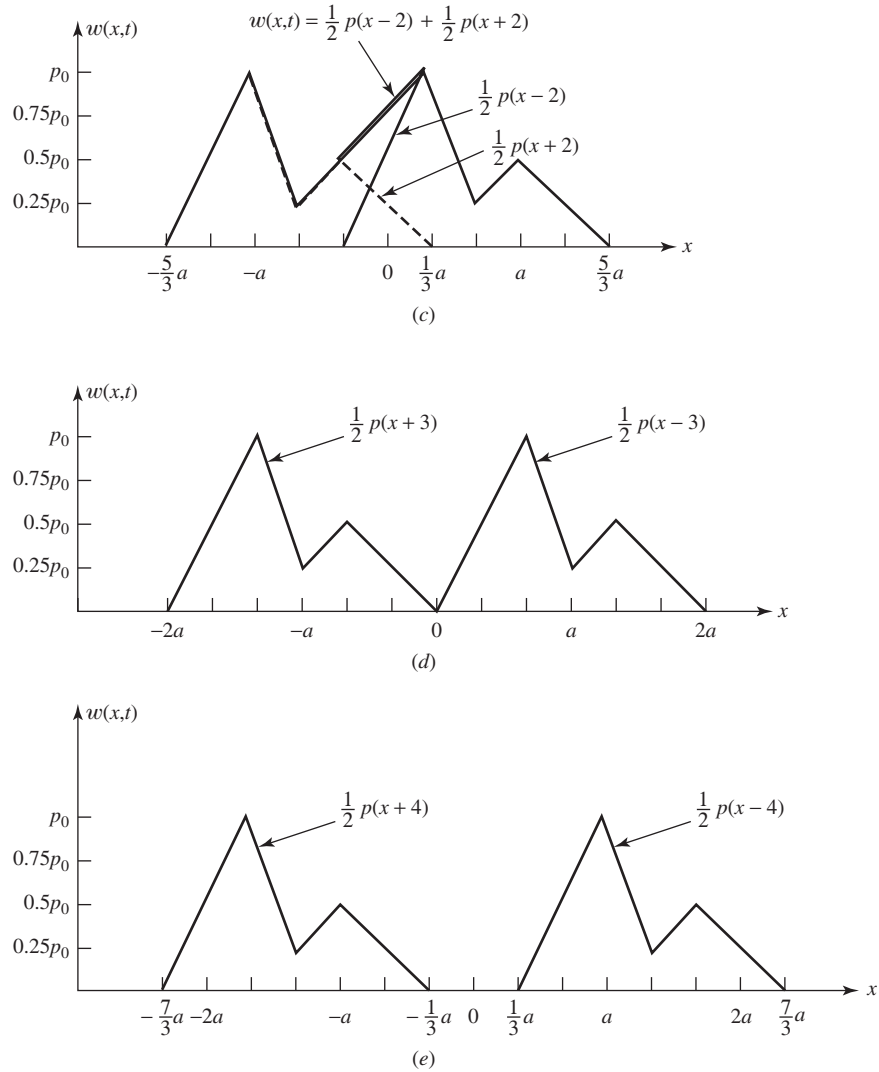 w(x,t)
w(x,t) = 1/2 p(x−2) + 1/2 p(x+2)
p₀
1/2 p(x−2)
0.75p₀
1/2 p(x+2)
0.5p₀
0.25p₀
x
−5/3 a −a 0 1/3 a a 5/3 a
(c)
w(x,t)
1/2 p(x+3) 1/2 p(x−3)
p₀
0.75p₀
0.5p₀
0.25p₀
x
−2a −a 0 a 2a
(d)
w(x,t)
1/2 p(x+4) 1/2 p(x−4)
p₀
0.75p₀
0.5p₀
0.25p₀
x
−7/3 a −2a −a −1/3 a 0 1/3 a a 2a 7/3 a
(e)